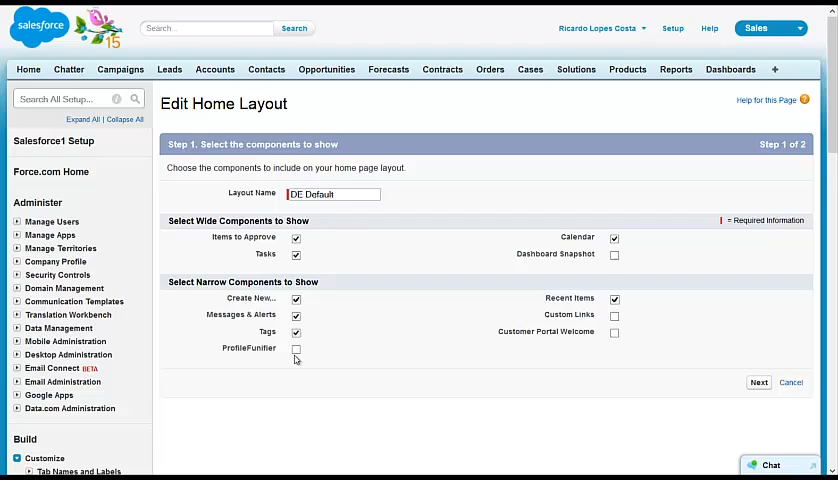 salesforce
15
Search...
Search
Ricardo Lopes Costa
Setup
Help
Sales
Home
Chatter
Campaigns
Leads
Accounts
Contacts
Opportunities
Forecasts
Contracts
Orders
Cases
Solutions
Products
Reports
Dashboards
+
Search All Setup...
Expand All | Collapse All
Salesforce1 Setup
Force.com Home
Administer
Manage Users
Manage Apps
Manage Territories
Company Profile
Security Controls
Domain Management
Communication Templates
Translation Workbench
Data Management
Mobile Administration
Desktop Administration
Email Connect BETA
Email Administration
Google Apps
Data.com Administration
Build
Customize
Tab Names and Labels
Edit Home Layout
Help for this Page ?
Step 1. Select the components to show
Step 1 of 2
Choose the components to include on your home page layout.
Layout Name
DE Default
Select Wide Components to Show
= Required Information
Items to Approve
Calendar
Tasks
Dashboard Snapshot
Select Narrow Components to Show
Create New...
Recent Items
Messages & Alerts
Custom Links
Tags
Customer Portal Welcome
ProfileFunifier
Next
Cancel
Chat